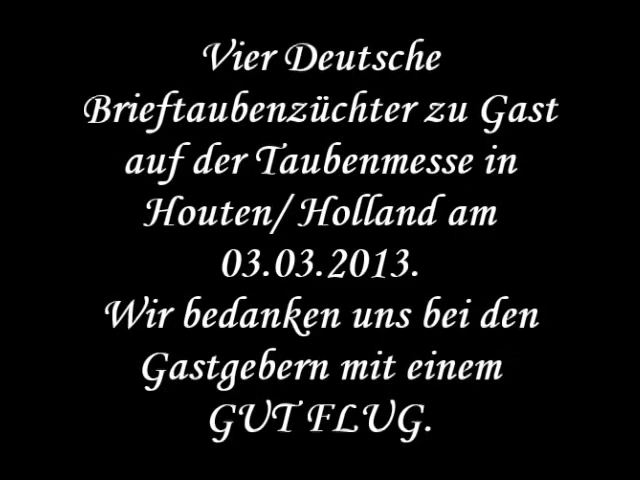 Vier Deutsche
Brieftaubenzüchter zu Gast
auf der Taubenmesse in
Houten/ Holland am
03.03.2013.
Wir bedanken uns bei den
Gastgebern mit einem
GUT FLUG.